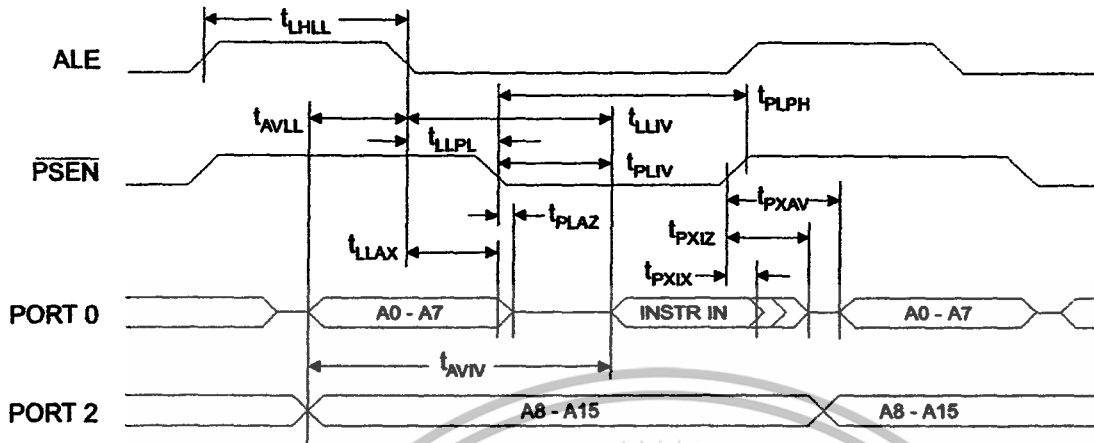 tLHLL
ALE
tPLPH
tAVLL
tLLIV
tLLPL
PSEN
tPLIV
tPXAV
tPLAZ
tLLAX
tPXIZ
tPXIX
PORT 0
A0 - A7
INSTR IN
A0 - A7
tAVIV
PORT 2
A8 - A15
A8 - A15